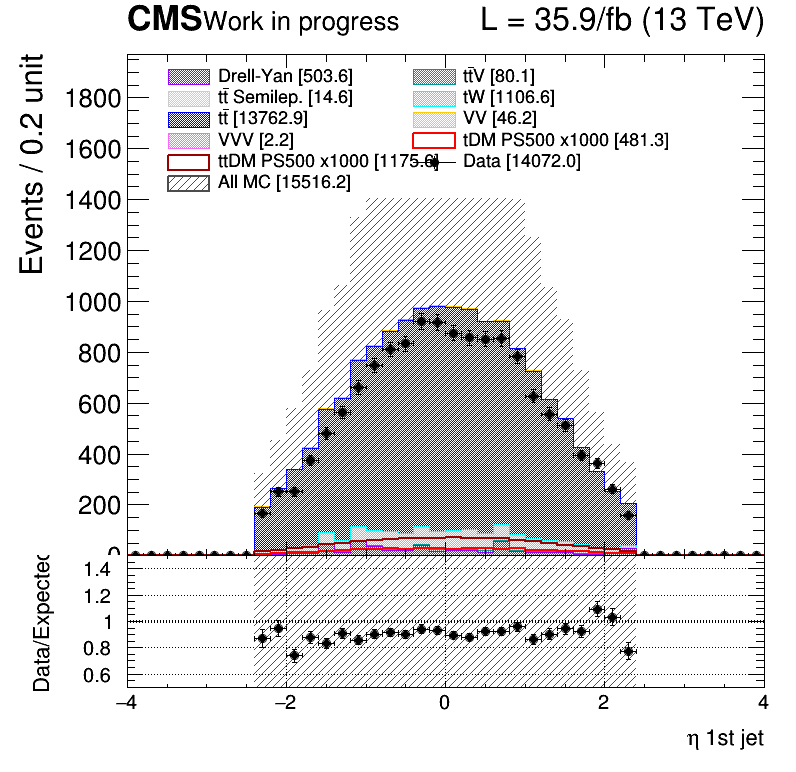 CMS Work in progress L = 35.9/fb (13 TeV)
Events / 0.2 unit
1800
1600
1400
1200
1000
800
600
400
200
0
Drell-Yan [503.6] tt̄V [80.1]
tt̄ Semilep. [14.6] tW [1106.6]
tt̄ [13762.9] VV [46.2]
VVV [2.2] tDM PS500 x1000 [481.3]
ttDM PS500 x1000 [1175.6] Data [14072.0]
All MC [15516.2]
Data/Expected
1.4
1.2
1
0.8
0.6
−4 −2 0 2 4
η 1st jet